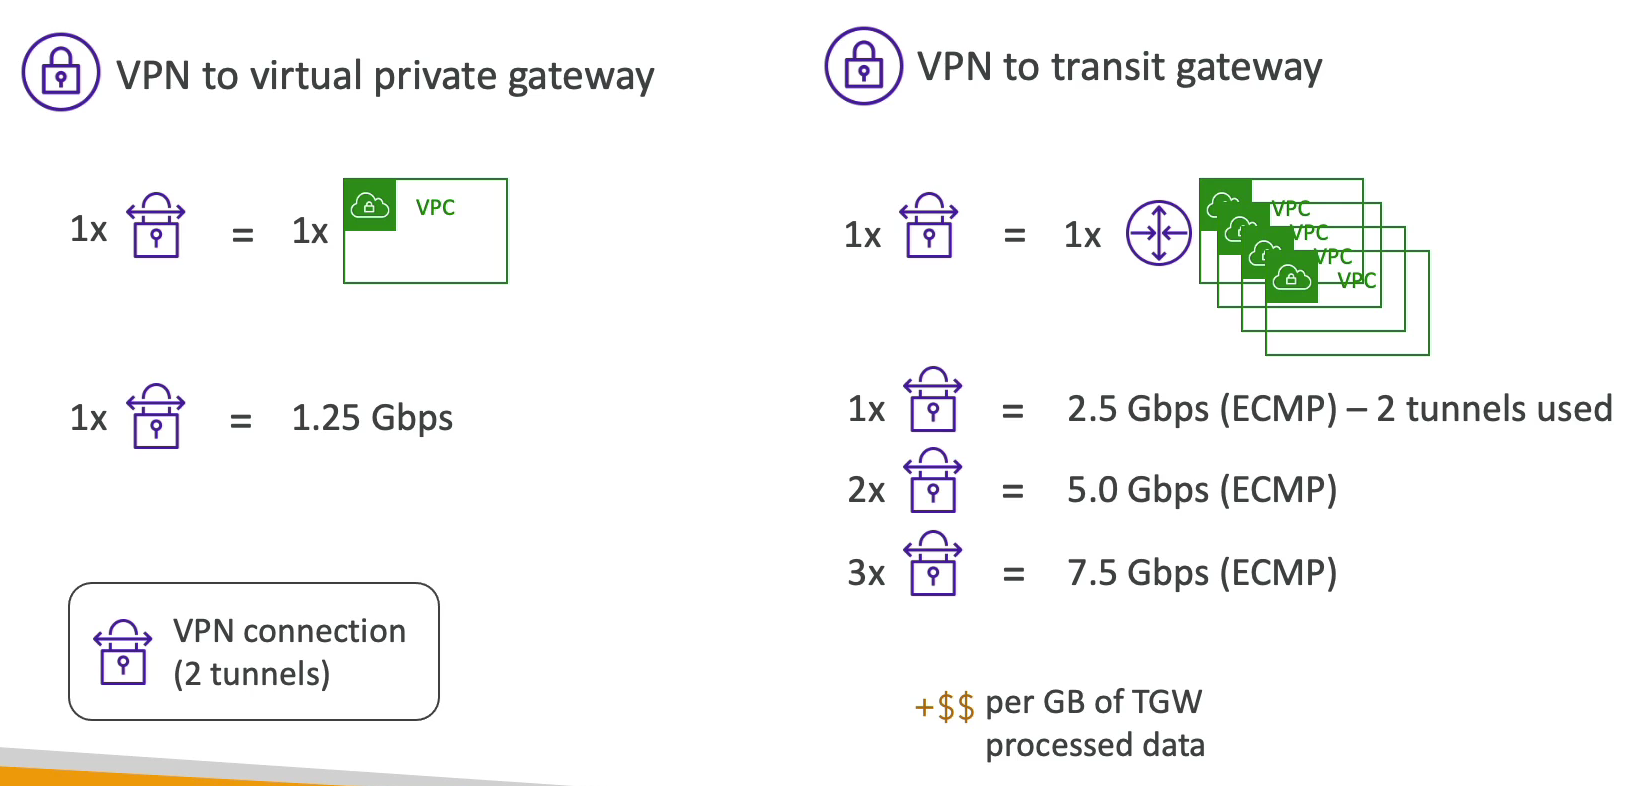 VPN to virtual private gateway
1x = 1x VPC
1x = 1.25 Gbps
VPN connection
(2 tunnels)
VPN to transit gateway
1x = 1x VPC
VPC
VPC
VPC
1x = 2.5 Gbps (ECMP) – 2 tunnels used
2x = 5.0 Gbps (ECMP)
3x = 7.5 Gbps (ECMP)
+$$ per GB of TGW
processed data